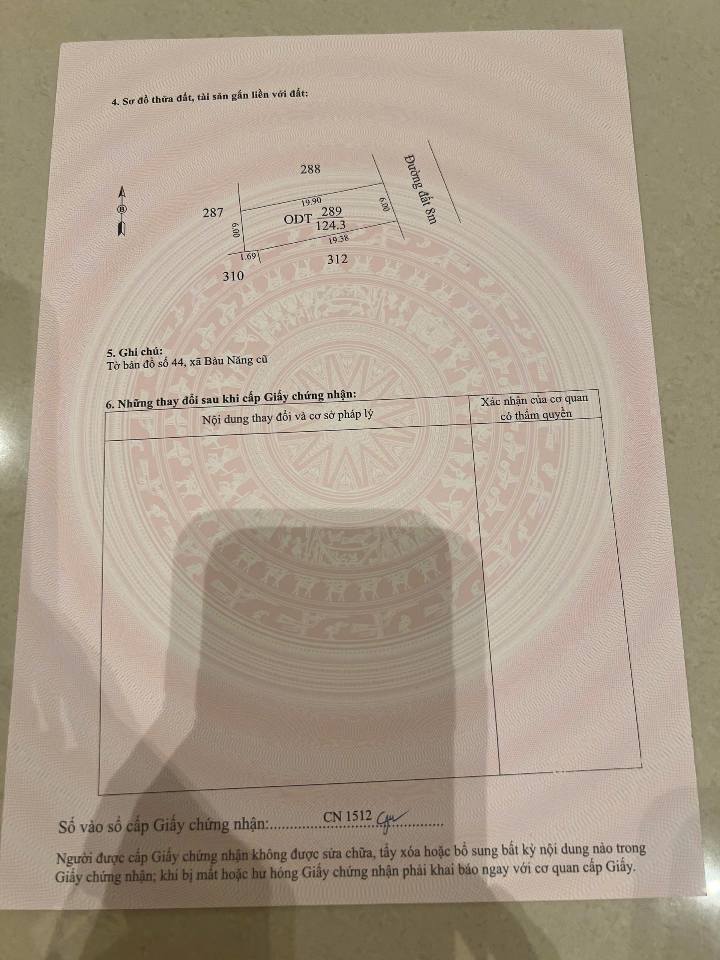 4. Sơ đồ thửa đất, tài sản gắn liền với đất:
288
Đường đất 8m
B
287
19.90
6.00
6.00
ODT 289
124.3
19.38
1.69
312
310
5. Ghi chú:
Tờ bản đồ số 44, xã Bàu Năng cũ
6. Những thay đổi sau khi cấp Giấy chứng nhận:
Nội dung thay đổi và cơ sở pháp lý
Xác nhận của cơ quan
có thẩm quyền
Số vào sổ cấp Giấy chứng nhận:....CN 1512....
Người được cấp Giấy chứng nhận không được sửa chữa, tẩy xóa hoặc bổ sung bất kỳ nội dung nào trong
Giấy chứng nhận; khi bị mất hoặc hư hỏng Giấy chứng nhận phải khai báo ngay với cơ quan cấp Giấy.